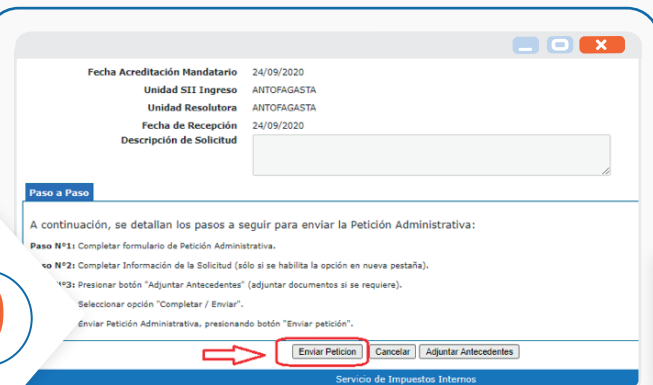 Fecha Acreditación Mandatario 24/09/2020
Unidad SII Ingreso ANTOFAGASTA
Unidad Resolutora ANTOFAGASTA
Fecha de Recepción 24/09/2020
Descripción de Solicitud
Paso a Paso
A continuación, se detallan los pasos a seguir para enviar la Petición Administrativa:
Paso Nº1: Completar formulario de Petición Administrativa.
Nº2: Completar Información de la Solicitud (sólo si se habilita la opción en nueva pestaña).
Nº3: Presionar botón "Adjuntar Antecedentes" (adjuntar documentos si se requiere).
Seleccionar opción "Completar / Enviar".
Enviar Petición Administrativa, presionando botón "Enviar petición".
Enviar Peticion Cancelar Adjuntar Antecedentes
Servicio de Impuestos Internos